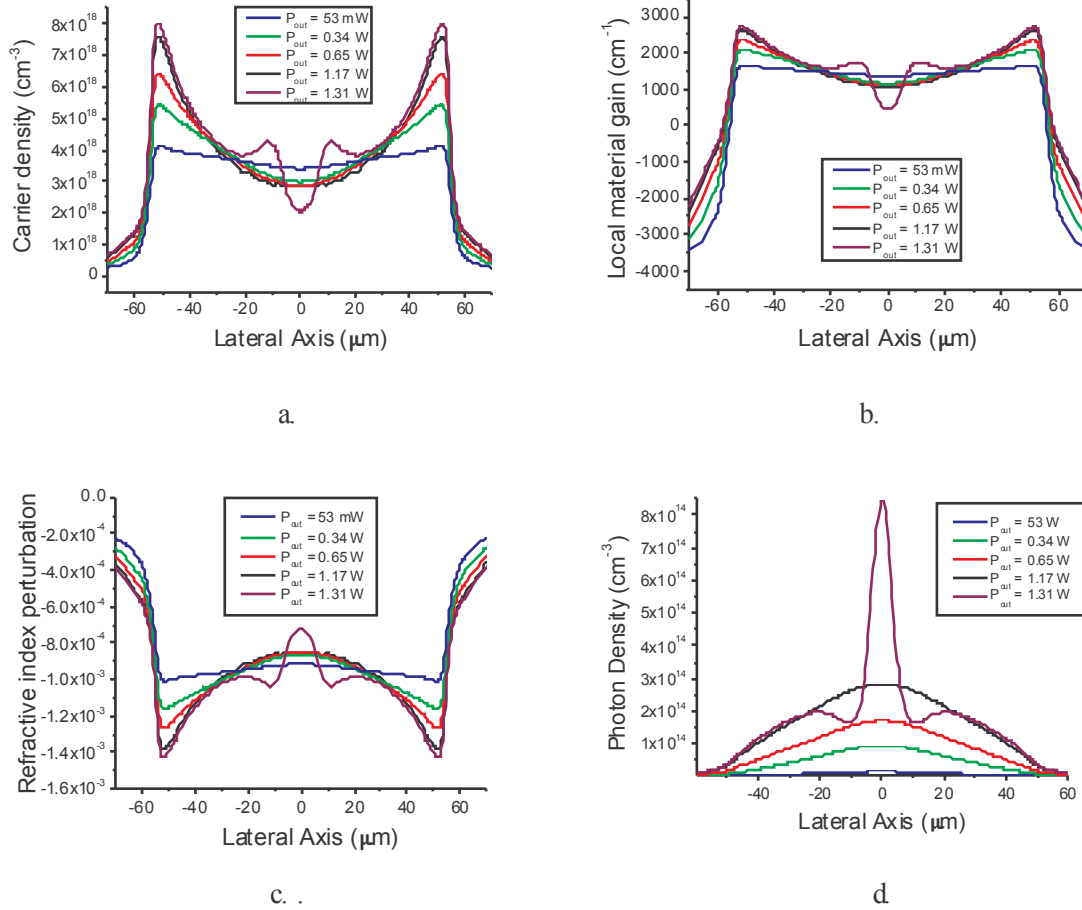 Carrier density (cm-3)
8x10^18
7x10^18
6x10^18
5x10^18
4x10^18
3x10^18
2x10^18
1x10^18
0
P_out = 53 mW
P_out = 0.34 W
P_out = 0.65 W
P_out = 1.17 W
P_out = 1.31 W
-60 -40 -20 0 20 40 60
Lateral Axis (μm)
a.
Local material gain (cm-1)
3000
2000
1000
0
-1000
-2000
-3000
-4000
P_out = 53 mW
P_out = 0.34 W
P_out = 0.65 W
P_out = 1.17 W
P_out = 1.31 W
-60 -40 -20 0 20 40 60
Lateral Axis (μm)
b.
Refractive index perturbation
0.0
-2.0x10^-4
-4.0x10^-4
-6.0x10^-4
-8.0x10^-4
-1.0x10^-3
-1.2x10^-3
-1.4x10^-3
-1.6x10^-3
P_out = 53 mW
P_out = 0.34 W
P_out = 0.65 W
P_out = 1.17 W
P_out = 1.31 W
-60 -40 -20 0 20 40 60
Lateral Axis (μm)
c. .
Photon Density (cm-3)
8x10^14
7x10^14
6x10^14
5x10^14
4x10^14
3x10^14
2x10^14
1x10^14
P_out = 53 W
P_out = 0.34 W
P_out = 0.65 W
P_out = 1.17 W
P_out = 1.31 W
-40 -20 0 20 40 60
Lateral Axis (μm)
d.